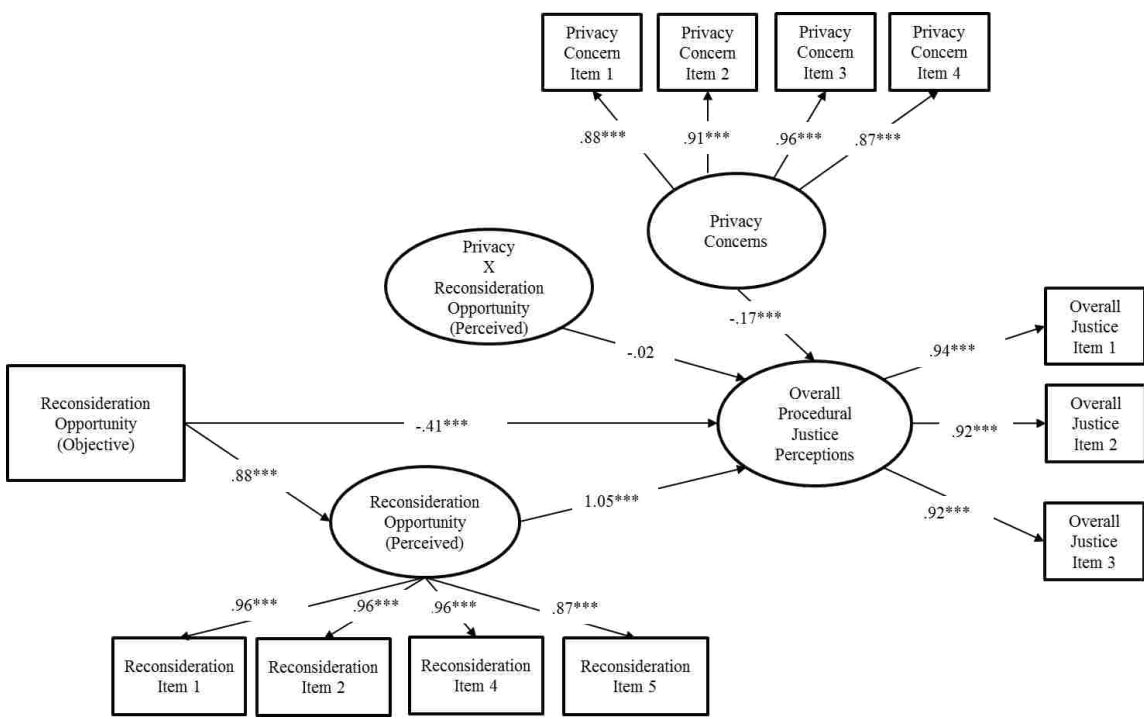 Privacy
Concern
Item 1
Privacy
Concern
Item 2
Privacy
Concern
Item 3
Privacy
Concern
Item 4
.88***
.91***
.96***
.87***
Privacy
Concerns
Privacy
X
Reconsideration
Opportunity
(Perceived)
-.17***
-.02
Overall
Justice
Item 1
.94***
Reconsideration
Opportunity
(Objective)
-.41***
Overall
Procedural
Justice
Perceptions
.92***
Overall
Justice
Item 2
.88***
Reconsideration
Opportunity
(Perceived)
1.05***
.92***
Overall
Justice
Item 3
.96***
.96***
.96***
.87***
Reconsideration
Item 1
Reconsideration
Item 2
Reconsideration
Item 4
Reconsideration
Item 5